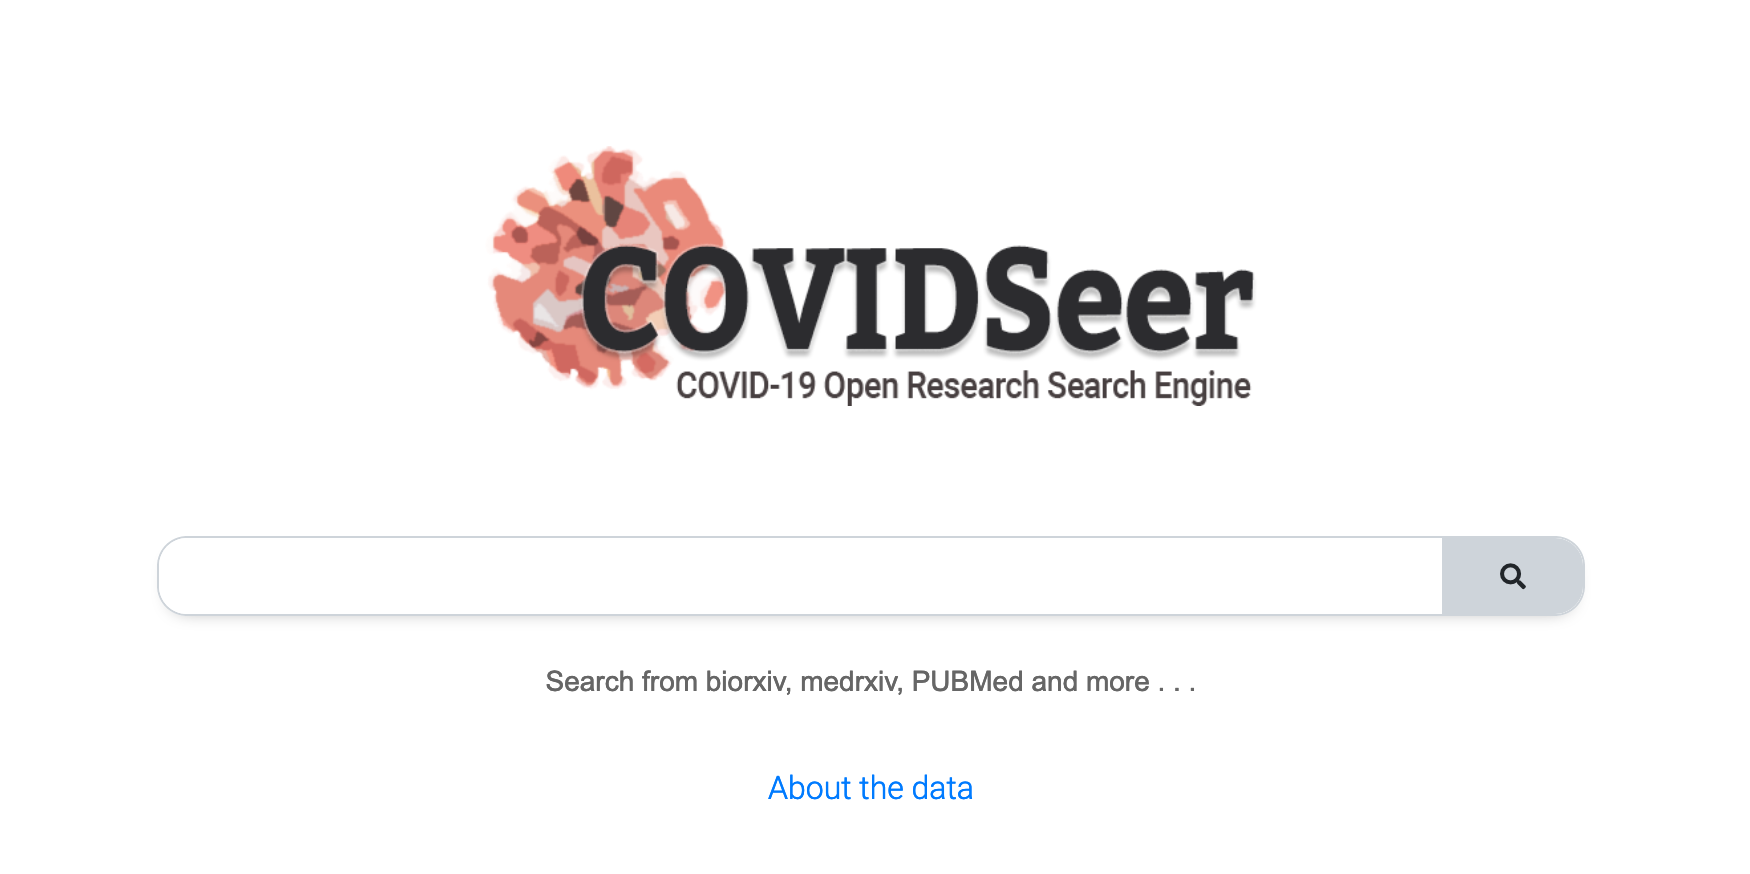 COVIDSeer
COVID-19 Open Research Search Engine
Search from biorxiv, medrxiv, PUBMed and more . . .
About the data